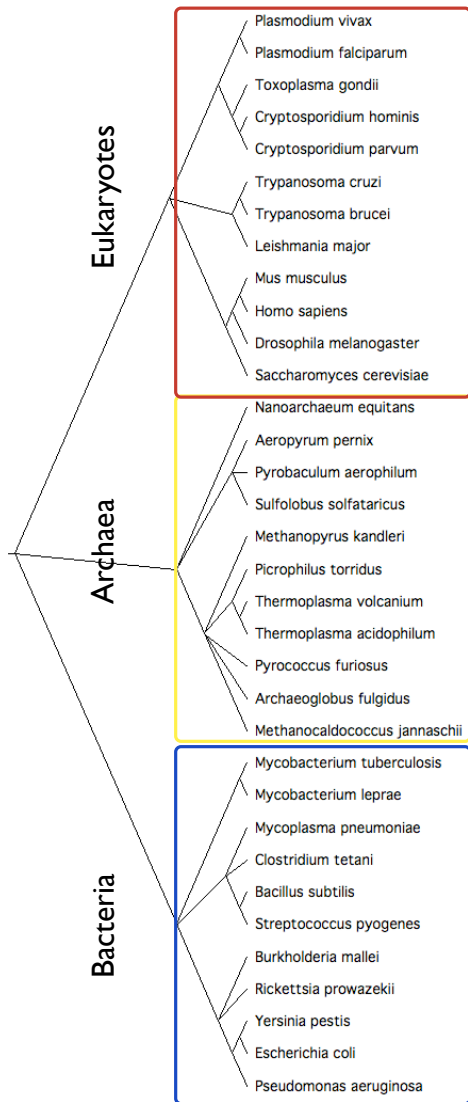 Eukaryotes
Plasmodium vivax
Plasmodium falciparum
Toxoplasma gondii
Cryptosporidium hominis
Cryptosporidium parvum
Trypanosoma cruzi
Trypanosoma brucei
Leishmania major
Mus musculus
Homo sapiens
Drosophila melanogaster
Saccharomyces cerevisiae
Archaea
Nanoarchaeum equitans
Aeropyrum pernix
Pyrobaculum aerophilum
Sulfolobus solfataricus
Methanopyrus kandleri
Picrophilus torridus
Thermoplasma volcanium
Thermoplasma acidophilum
Pyrococcus furiosus
Archaeoglobus fulgidus
Methanocaldococcus jannaschii
Bacteria
Mycobacterium tuberculosis
Mycobacterium leprae
Mycoplasma pneumoniae
Clostridium tetani
Bacillus subtilis
Streptococcus pyogenes
Burkholderia mallei
Rickettsia prowazekii
Yersinia pestis
Escherichia coli
Pseudomonas aeruginosa